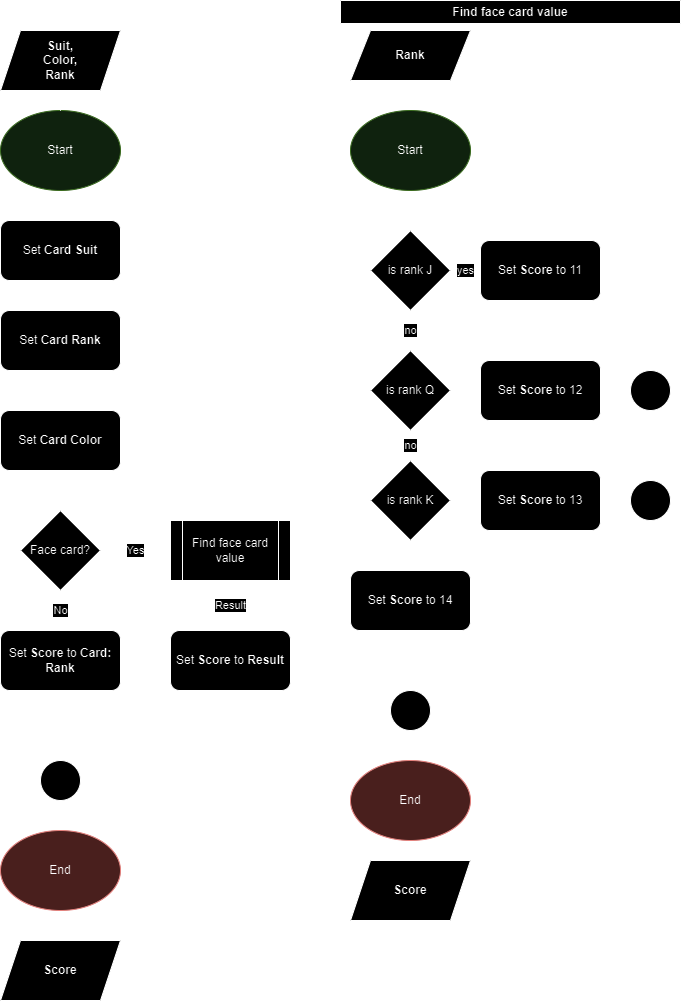 Suit,
Color,
Rank
Start
Set Card Suit
Set Card Rank
Set Card Color
Face card?
Yes
Find face card
value
No
Result
Set Score to Card:
Rank
Set Score to Result
End
Score
Find face card value
Rank
Start
is rank J
yes
Set Score to 11
no
is rank Q
Set Score to 12
no
is rank K
Set Score to 13
Set Score to 14
End
Score